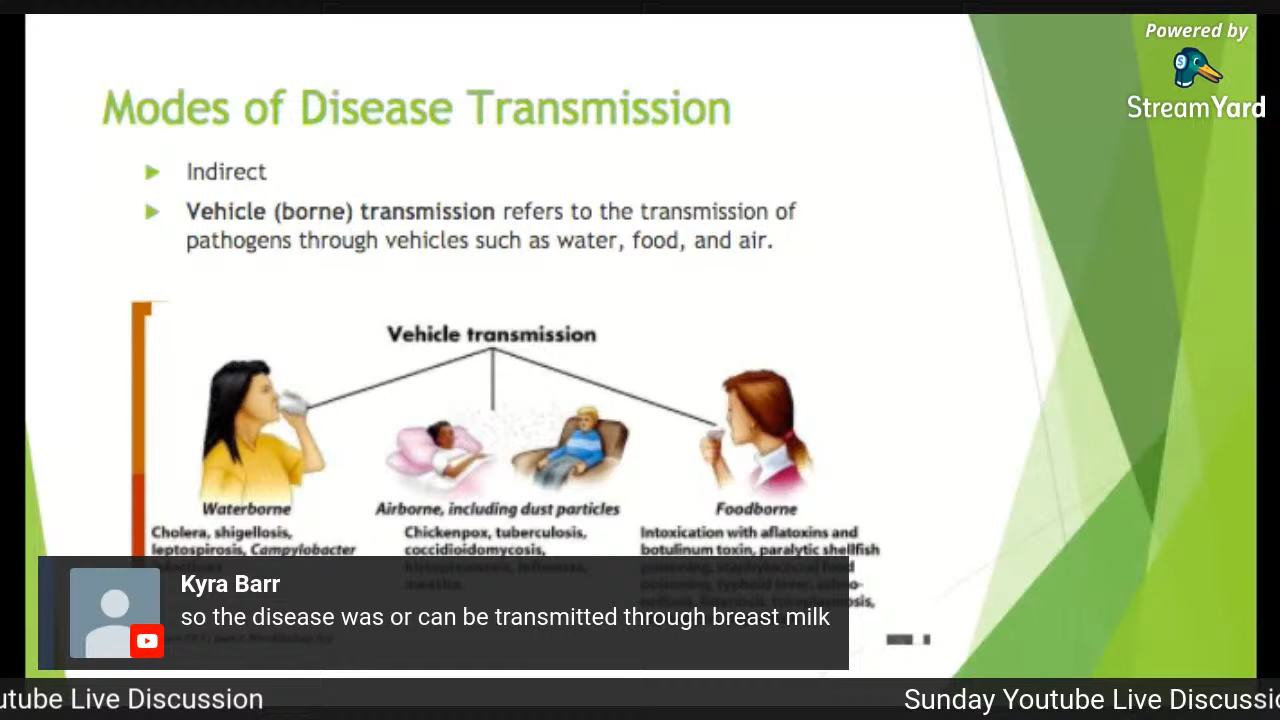 Powered by
StreamYard
Modes of Disease Transmission
Indirect
Vehicle (borne) transmission refers to the transmission of
pathogens through vehicles such as water, food, and air.
Vehicle transmission
Waterborne
Airborne, including dust particles
Foodborne
Cholera, shigellosis,
leptospirosis, Campylobacter
Chickenpox, tuberculosis,
coccidioidomycosis,
Intoxication with aflatoxins and
botulinum toxin, paralytic shellfish
Kyra Barr
so the disease was or can be transmitted through breast milk
utube Live Discussion
Sunday Youtube Live Discussio